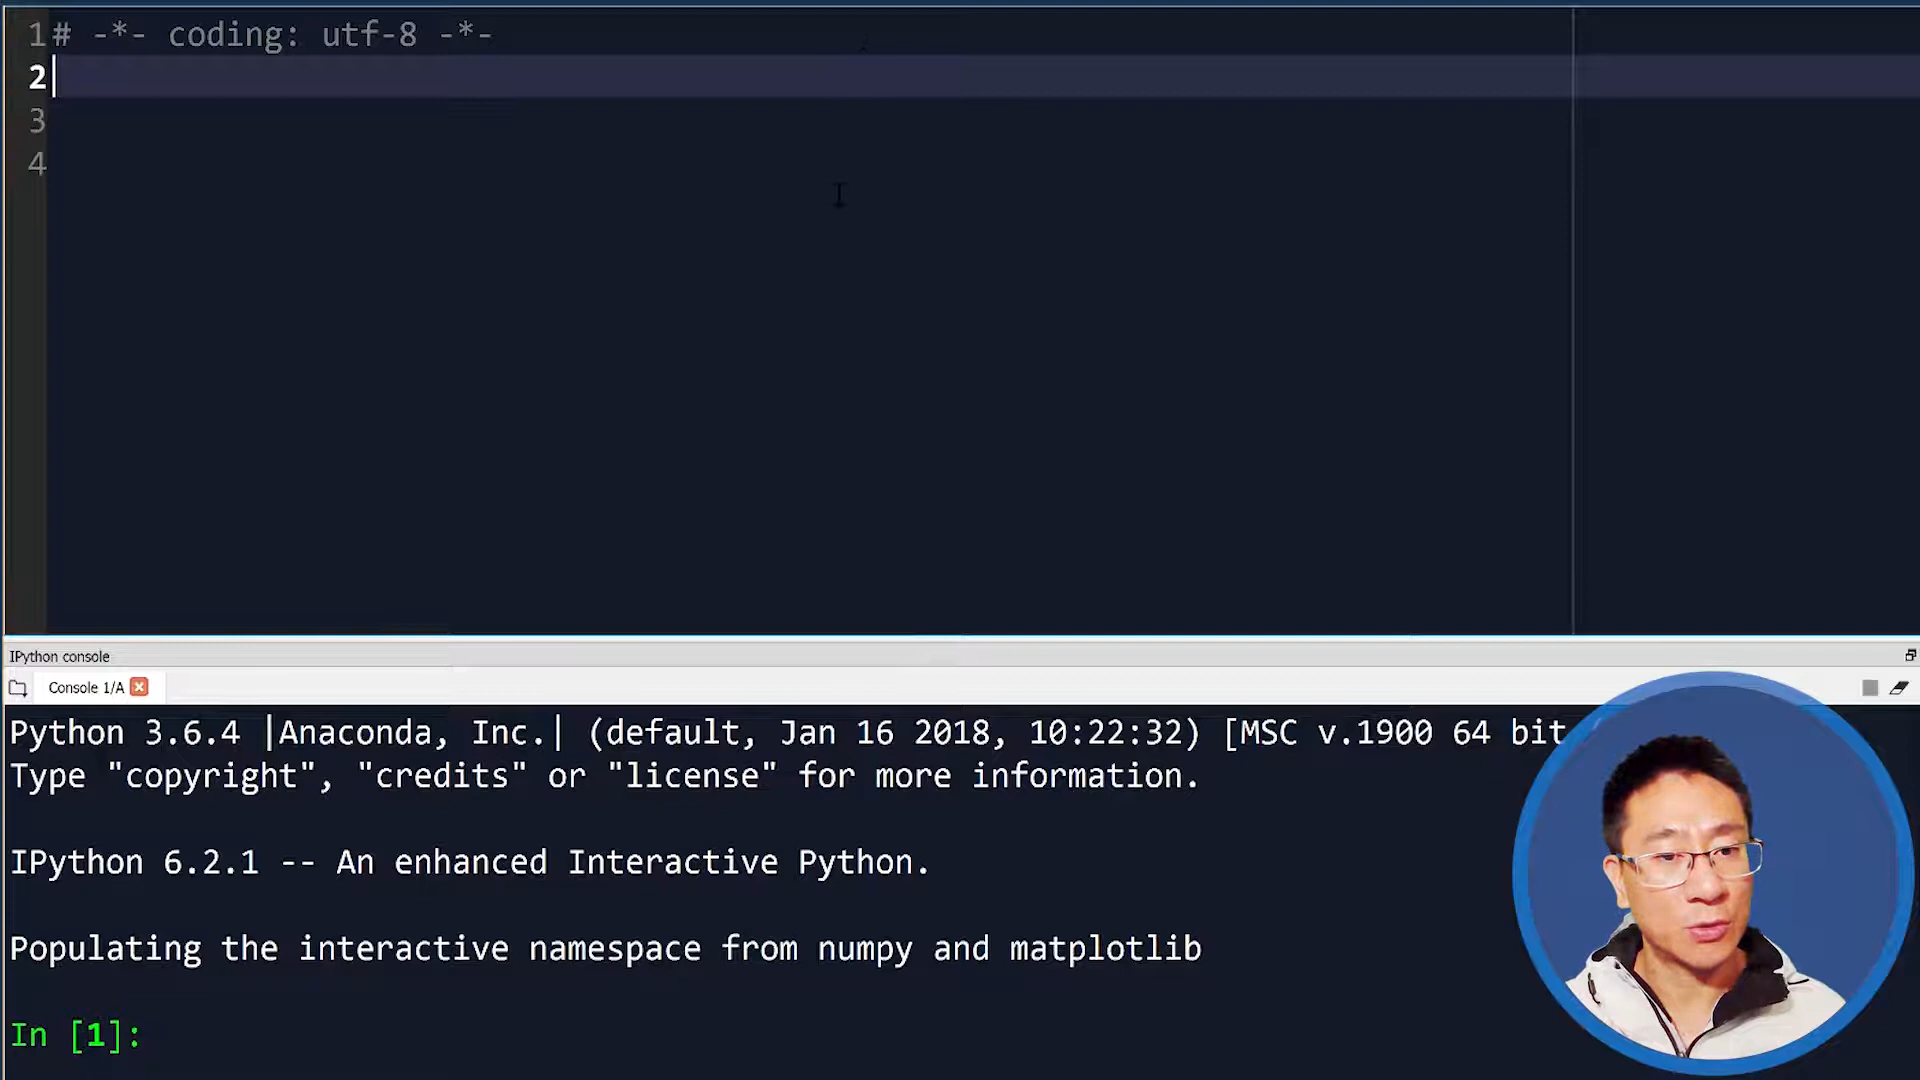 1# -*- coding: utf-8 -*-
2
3
4
IPython console
Console 1/A
Python 3.6.4 |Anaconda, Inc.| (default, Jan 16 2018, 10:22:32) [MSC v.1900 64 bit
Type "copyright", "credits" or "license" for more information.
IPython 6.2.1 -- An enhanced Interactive Python.
Populating the interactive namespace from numpy and matplotlib
In [1]: